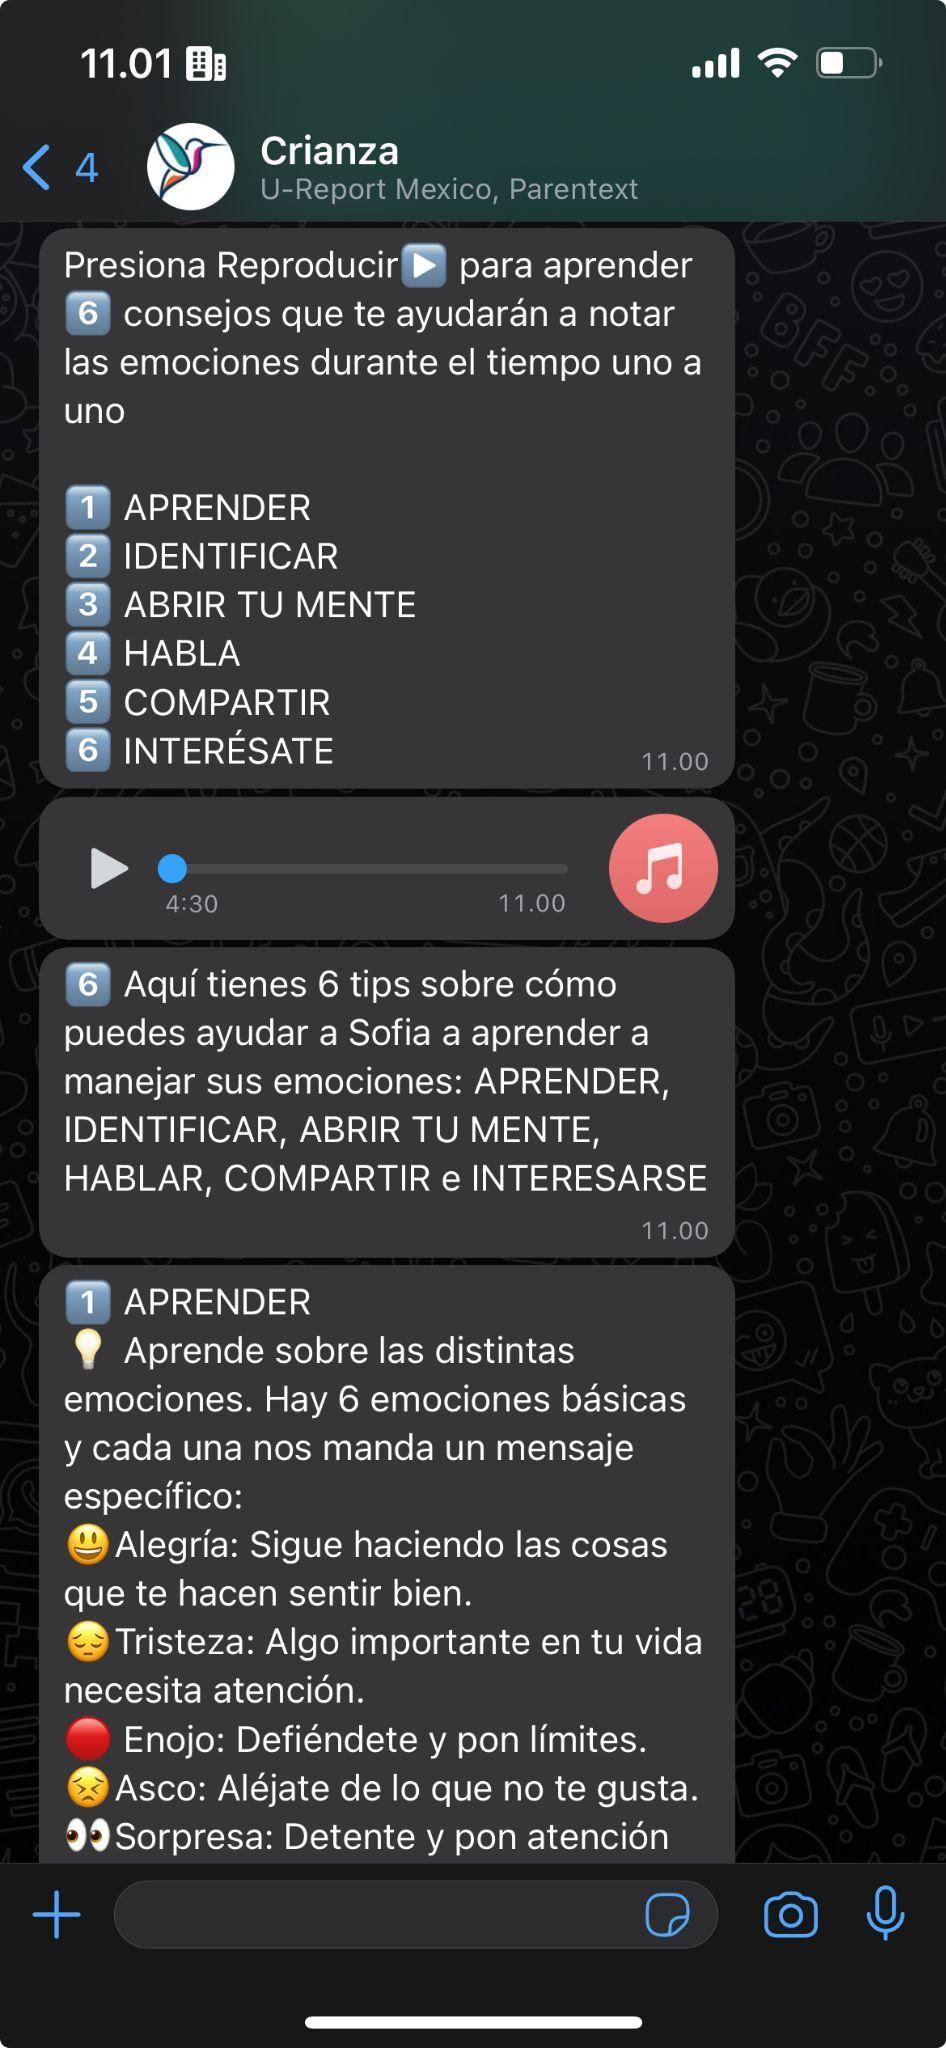 11.01
4
Crianza
U-Report Mexico, Parentext
Presiona Reproducir▶️ para aprender
6️⃣ consejos que te ayudarán a notar
las emociones durante el tiempo uno a
uno
1️⃣ APRENDER
2️⃣ IDENTIFICAR
3️⃣ ABRIR TU MENTE
4️⃣ HABLA
5️⃣ COMPARTIR
6️⃣ INTERÉSATE
11.00
4:30
11.00
6️⃣ Aquí tienes 6 tips sobre cómo
puedes ayudar a Sofia a aprender a
manejar sus emociones: APRENDER,
IDENTIFICAR, ABRIR TU MENTE,
HABLAR, COMPARTIR e INTERESARSE
11.00
1️⃣ APRENDER
💡 Aprende sobre las distintas
emociones. Hay 6 emociones básicas
y cada una nos manda un mensaje
específico:
😃Alegría: Sigue haciendo las cosas
que te hacen sentir bien.
😔Tristeza: Algo importante en tu vida
necesita atención.
🔴 Enojo: Defiéndete y pon límites.
😣Asco: Aléjate de lo que no te gusta.
👀Sorpresa: Detente y pon atención